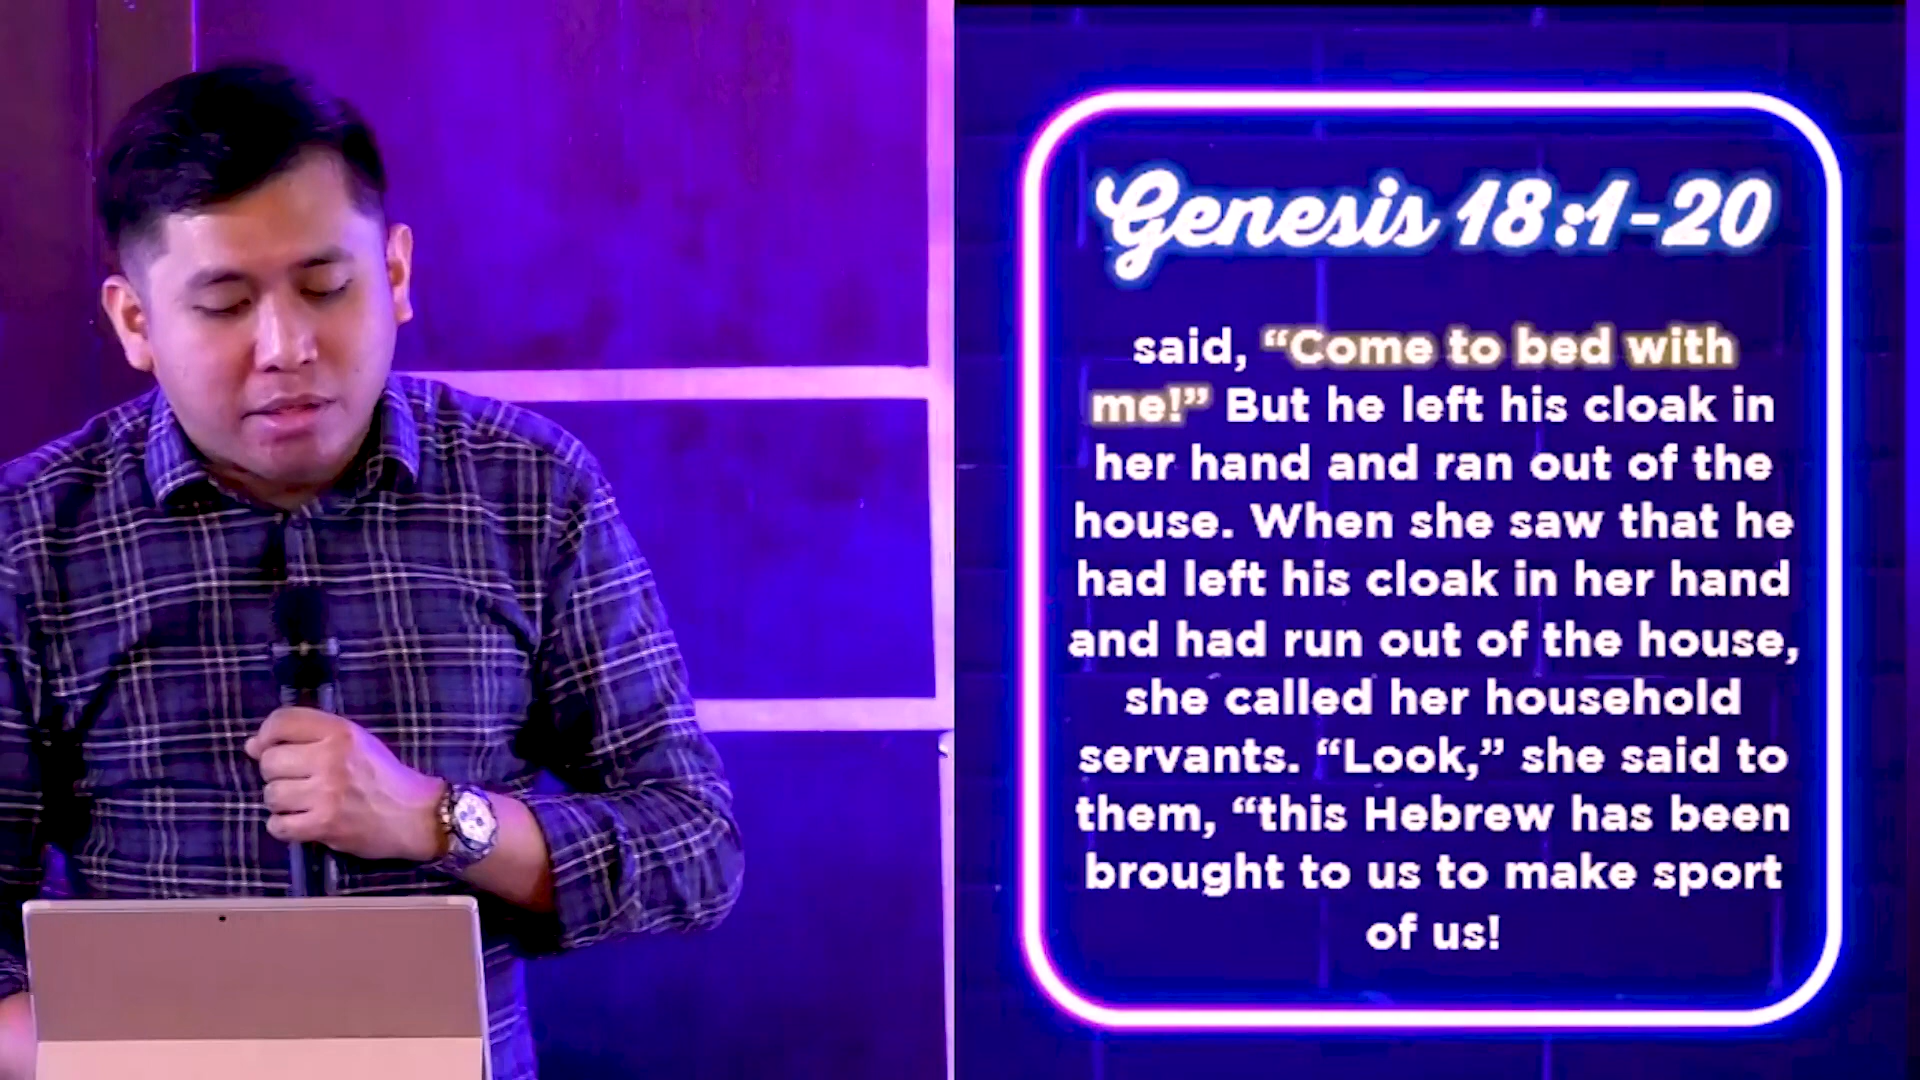 Genesis 18:1-20
said, “Come to bed with
me!” But he left his cloak in
her hand and ran out of the
house. When she saw that he
had left his cloak in her hand
and had run out of the house,
she called her household
servants. “Look,” she said to
them, “this Hebrew has been
brought to us to make sport
of us!